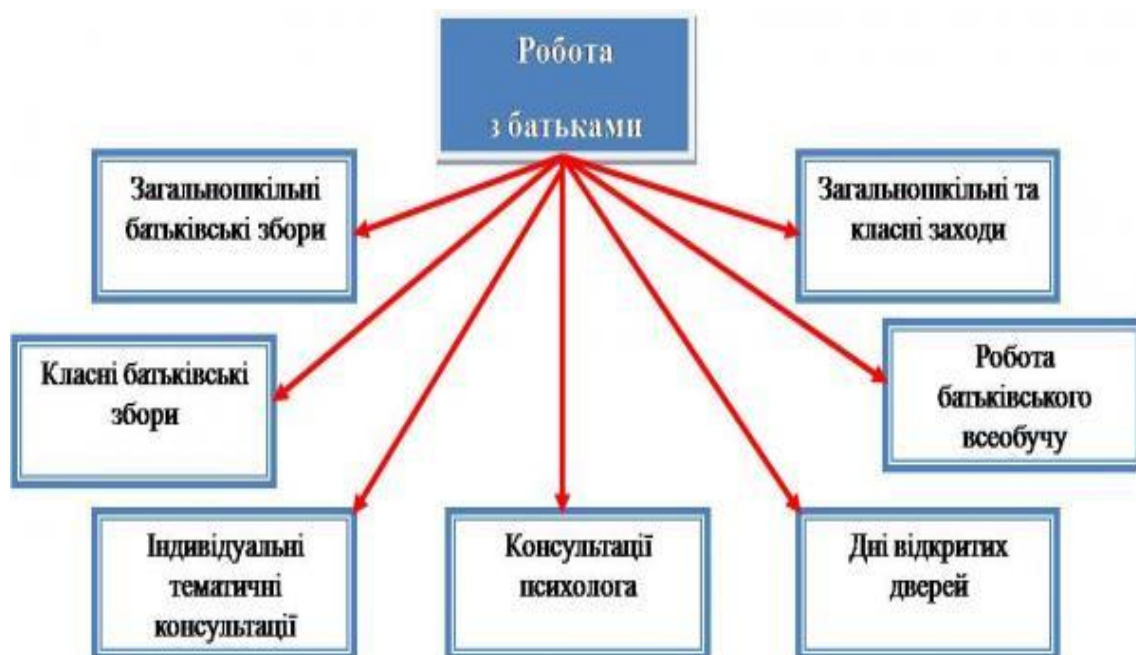 Робота
з батьками
Загальношкільні
батьківські збори
Загальношкільні та
класні заходи
Класні батьківські
збори
Робота
батьківського
всеобучу
Індивідуальні
тематичні
консультації
Консультації
психолога
Дні відкритих
дверей